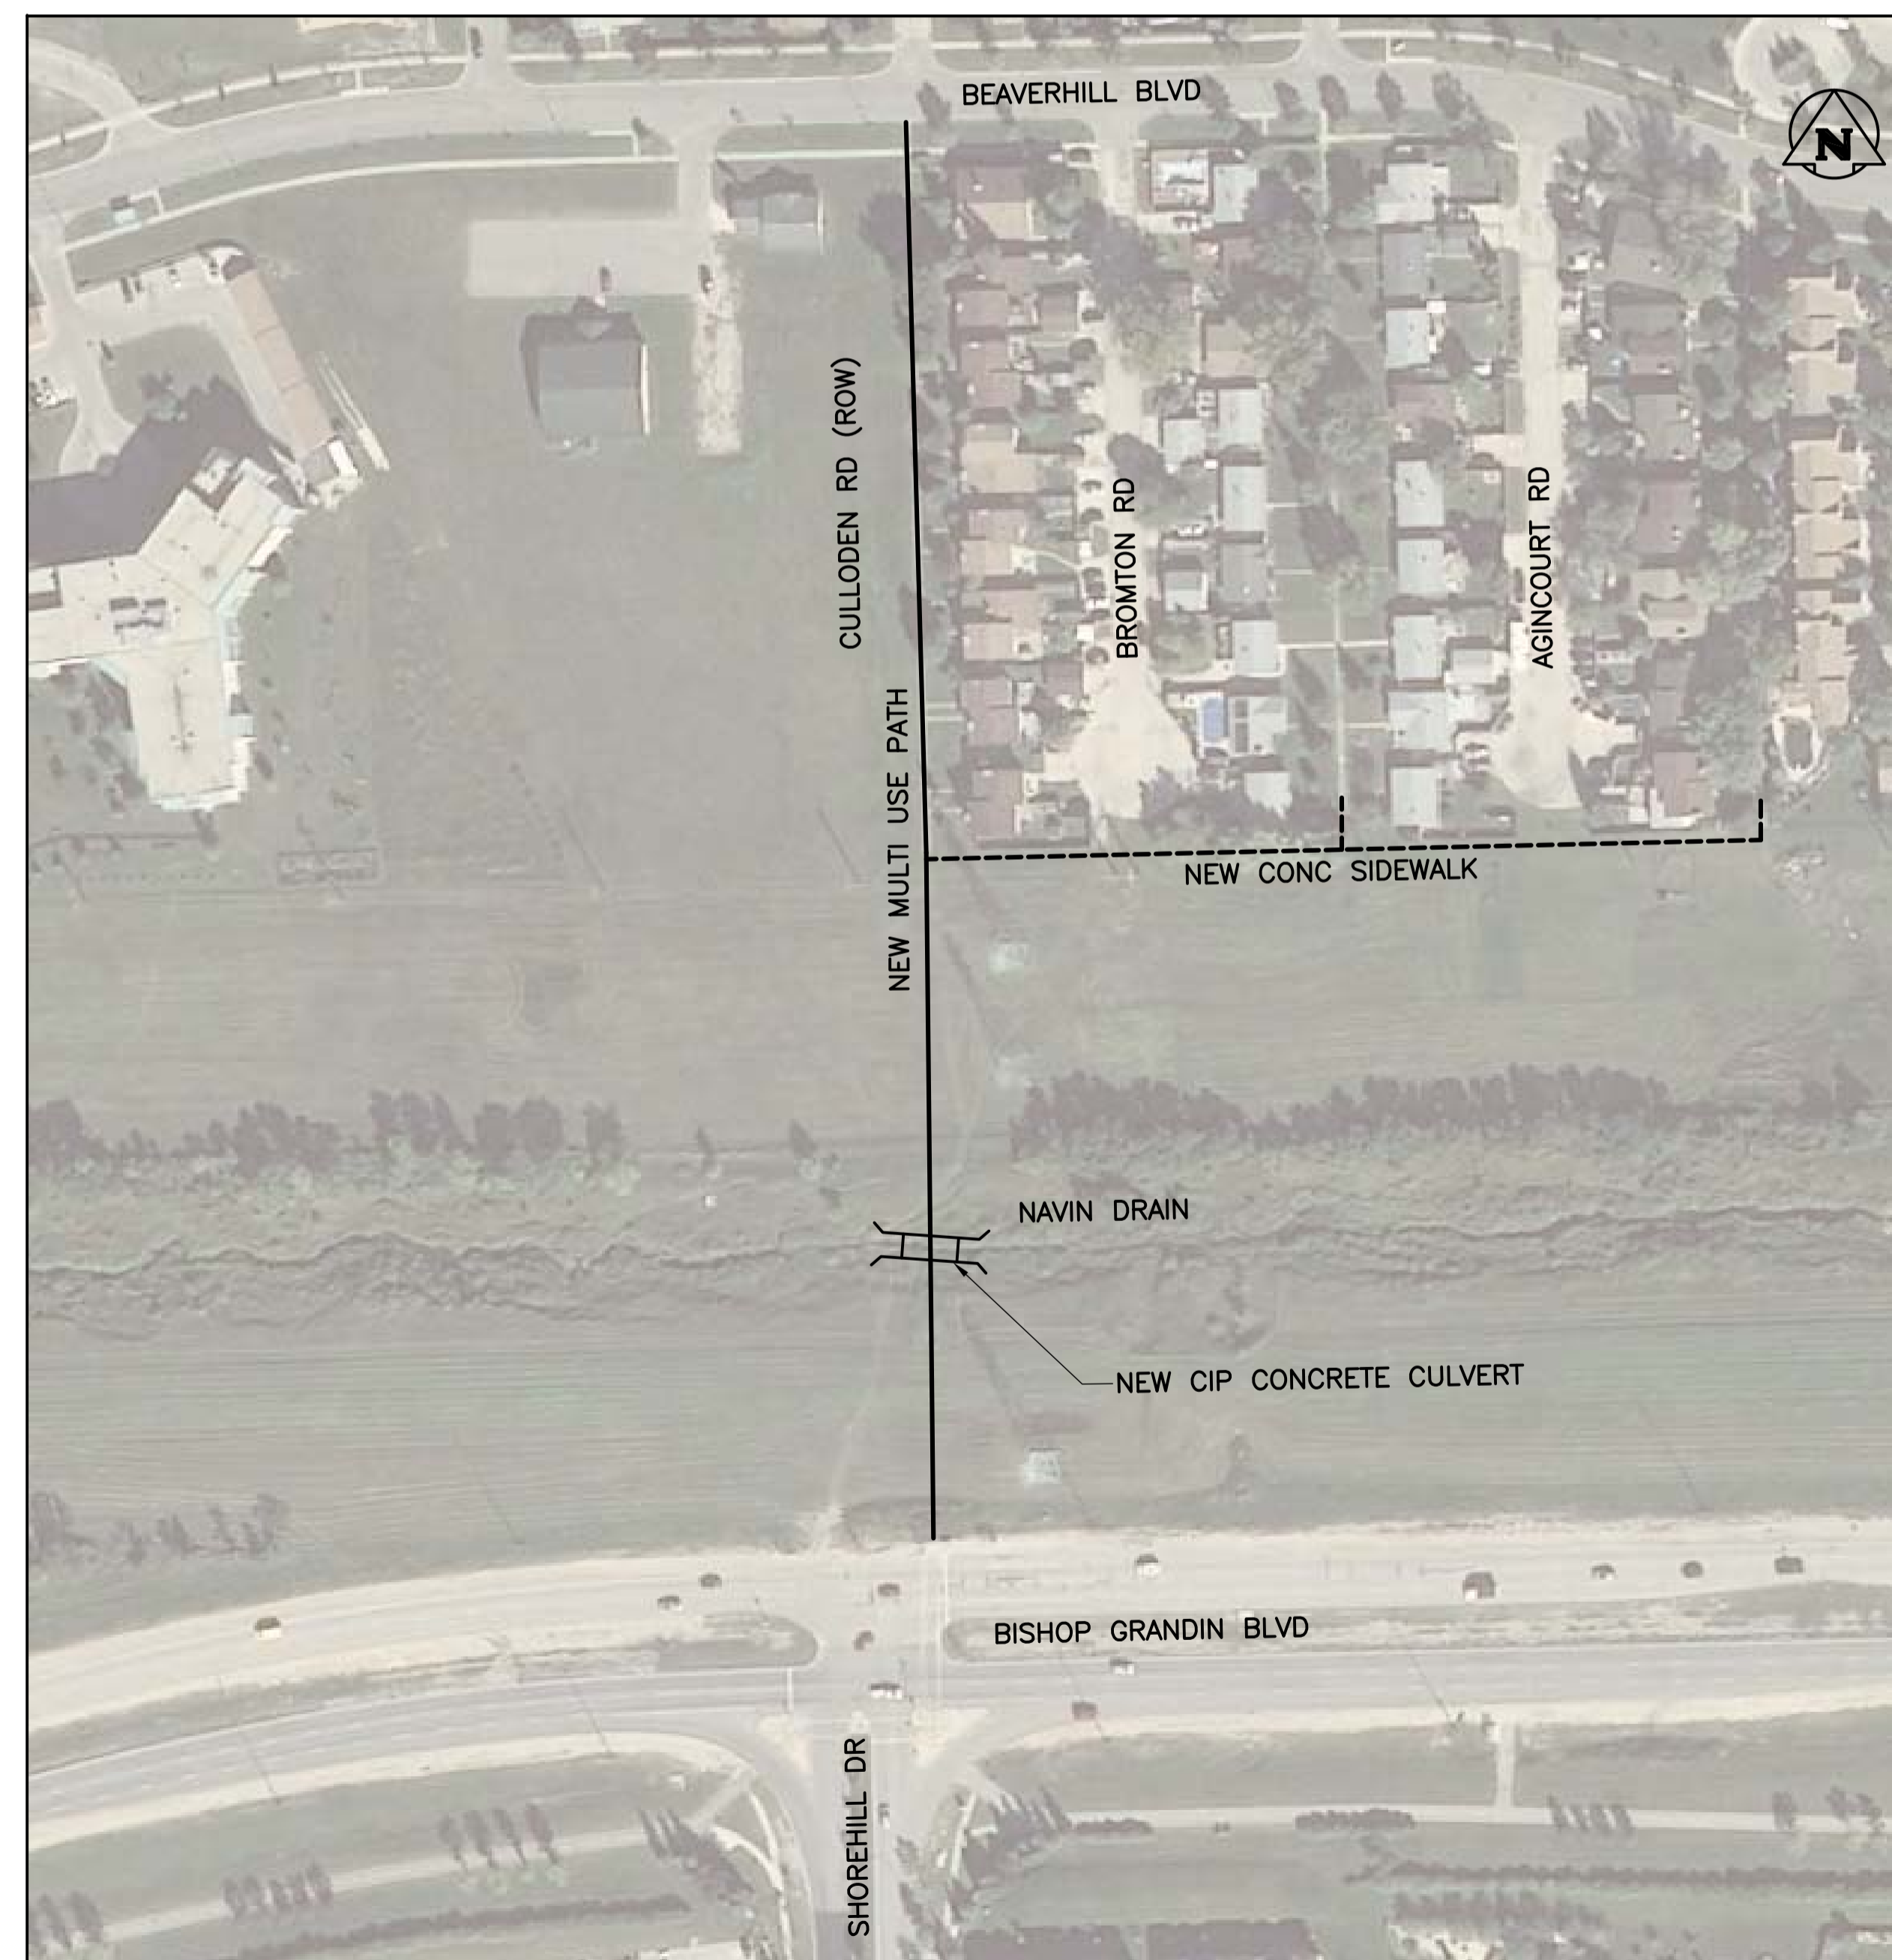 BEAVERHILL BLVD
N
CULLODEN RD (ROW)
BROMTON RD
AGINCOURT RD
NEW MULTI USE PATH
NEW CONC SIDEWALK
NAVIN DRAIN
NEW CIP CONCRETE CULVERT
BISHOP GRANDIN BLVD
SHOREHILL DR